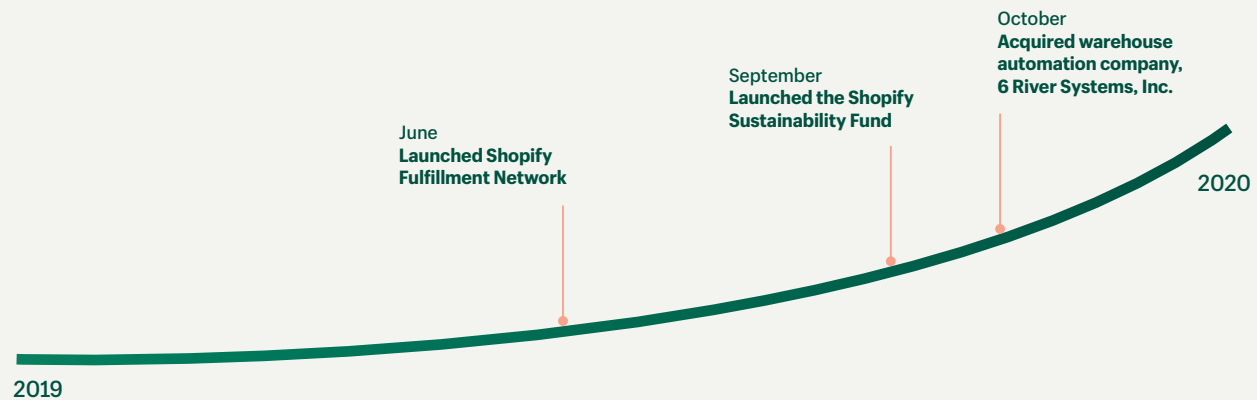 October
Acquired warehouse
automation company,
6 River Systems, Inc.
September
Launched the Shopify
Sustainability Fund
June
Launched Shopify
Fulfillment Network
2020
2019